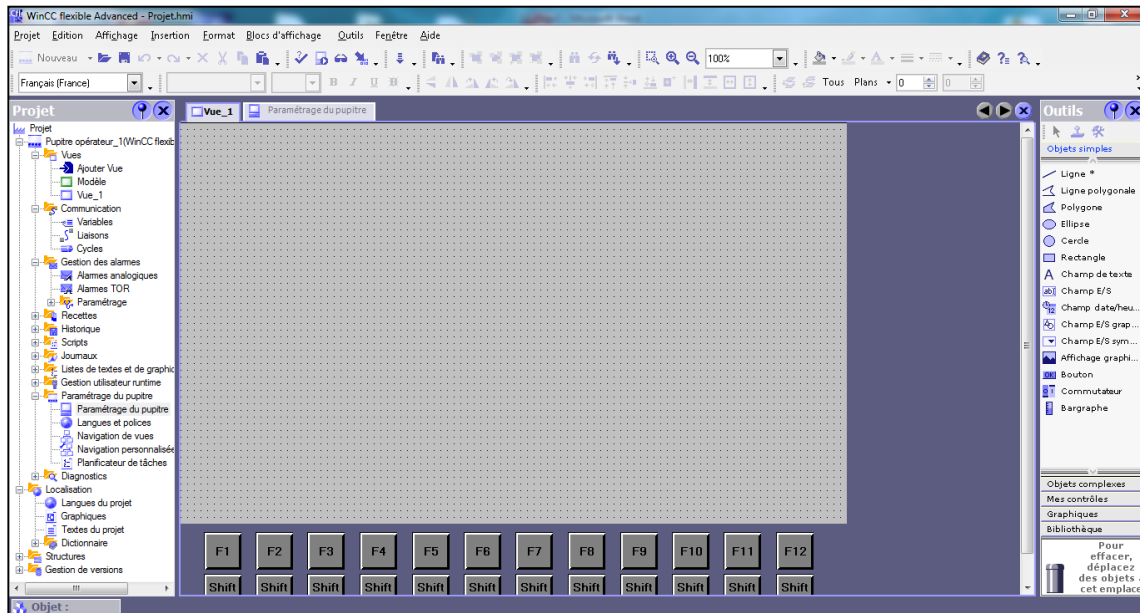 WinCC flexible Advanced - Projet.hmi
Projet Edition Affichage Insertion Format Blocs d'affichage Outils Fenêtre Aide
Nouveau 100%
Français (France) B I U B Tous Plans 0 0
Projet
Projet
Pupitre opérateur_1(WinCC flexib
Vues
Ajouter Vue
Modèle
Vue_1
Communication
Variables
Liaisons
Cycles
Gestion des alarmes
Alarmes analogiques
Alarmes TOR
Paramétrage
Recettes
Historique
Scripts
Journaux
Listes de textes et de graphic
Gestion utilisateur runtime
Paramétrage du pupitre
Paramétrage du pupitre
Langues et polices
Navigation de vues
Navigation personnalisée
Planificateur de tâches
Diagnostics
Localisation
Langues du projet
Graphiques
Textes du projet
Dictionnaire
Structures
Gestion de versions
Vue_1 Paramétrage du pupitre
F1 F2 F3 F4 F5 F6 F7 F8 F9 F10 F11 F12
Shift Shift Shift Shift Shift Shift Shift Shift Shift Shift Shift Shift
Outils
Objets simples
Ligne *
Ligne polygonale
Polygone
Ellipse
Cercle
Rectangle
Champ de texte
Champ E/S
Champ date/heu...
Champ E/S grap...
Champ E/S sym...
Affichage graphi...
Bouton
Commutateur
Bargraphe
Objets complexes
Mes contrôles
Graphiques
Bibliothèque
Pour
effacer,
déplacez
des objets
cet emplace
Objet :